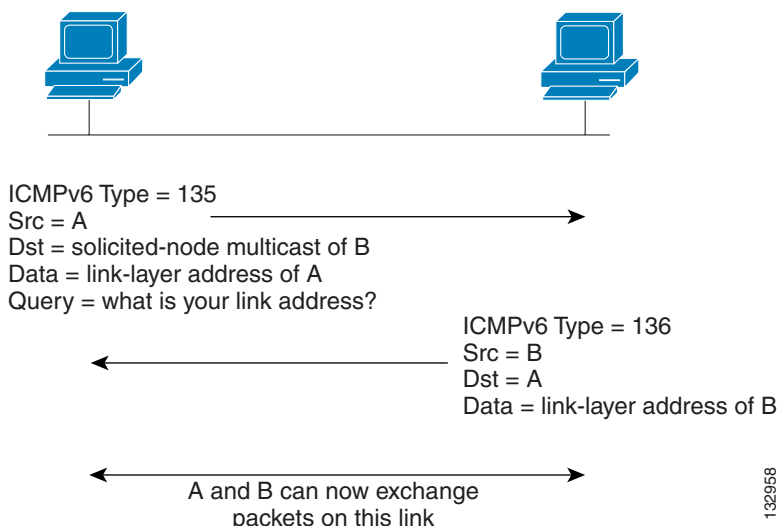 ICMPv6 Type = 135
Src = A
Dst = solicited-node multicast of B
Data = link-layer address of A
Query = what is your link address?
ICMPv6 Type = 136
Src = B
Dst = A
Data = link-layer address of B
A and B can now exchange
packets on this link
132958